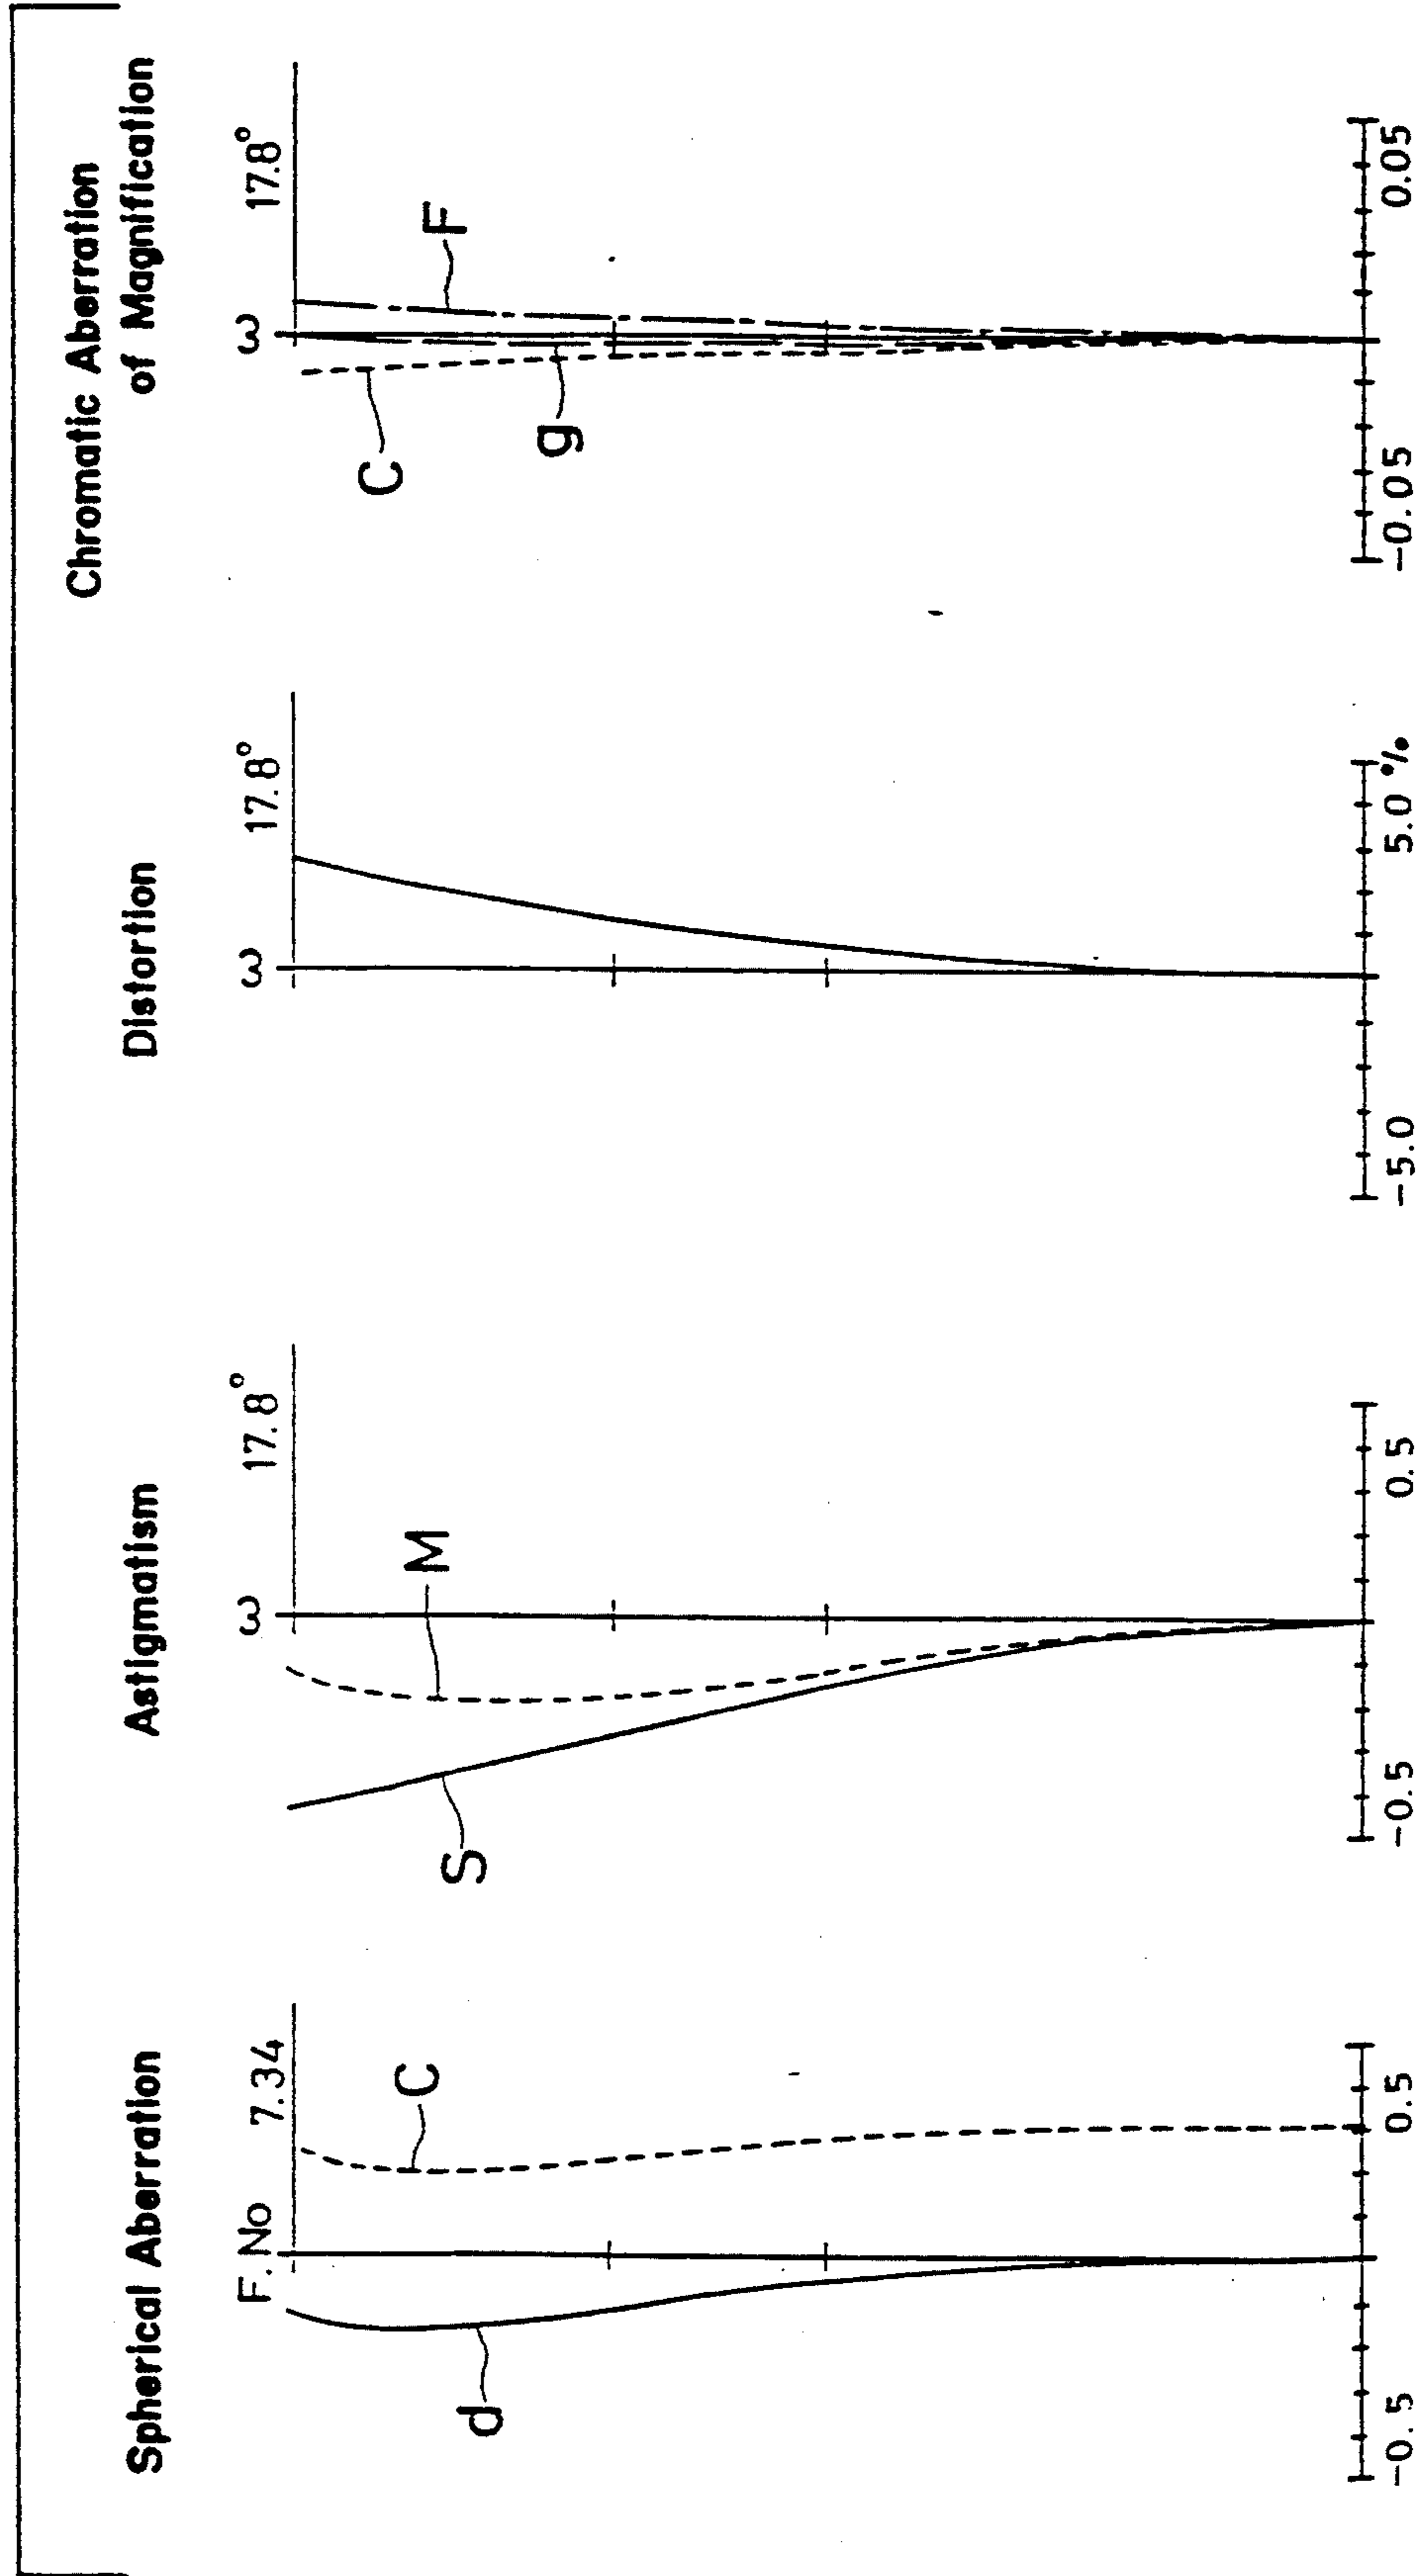 Spherical Aberration
F. No 7.34
d
C
-0.5
0.5
Astigmatism
ω 17.8°
S
M
-0.5
0.5
Distortion
ω 17.8°
-5.0
5.0 %
Chromatic Aberration
of Magnification
ω 17.8°
C
g
F
-0.05
0.05